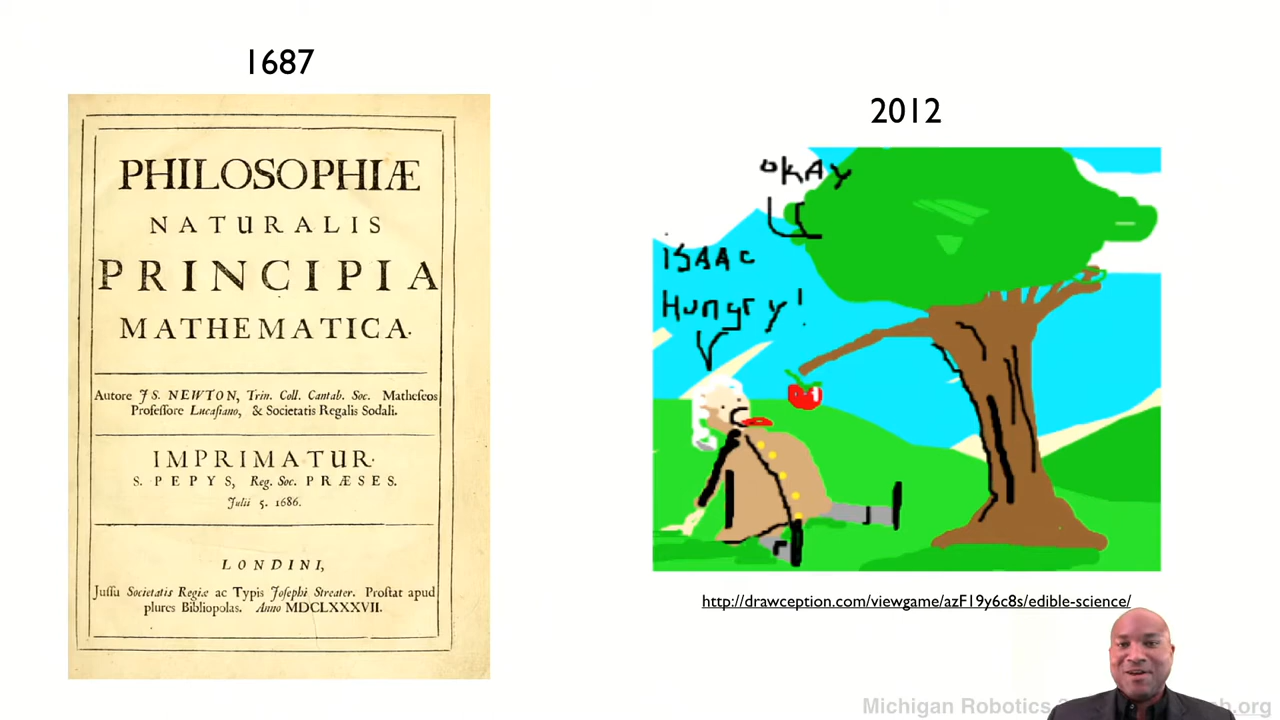 1687
PHILOSOPHIÆ
NATURALIS
PRINCIPIA
MATHEMATICA.
Autore JS. NEWTON, Trin. Coll. Cantab. Soc. Matheseos
Professore Lucasiano, & Societatis Regalis Sodali.
IMPRIMATUR.
S. PEPYS, Reg. Soc. PRÆSES.
Julii 5. 1686.
LONDINI,
Jussu Societatis Regiæ ac Typis Josephi Streater. Prostat apud
plures Bibliopolas. Anno MDCLXXXVII.
2012
OKAY
ISAAC
HUngry!
http://drawception.com/viewgame/azF19y6c8s/edible-science/
Michigan Robotics